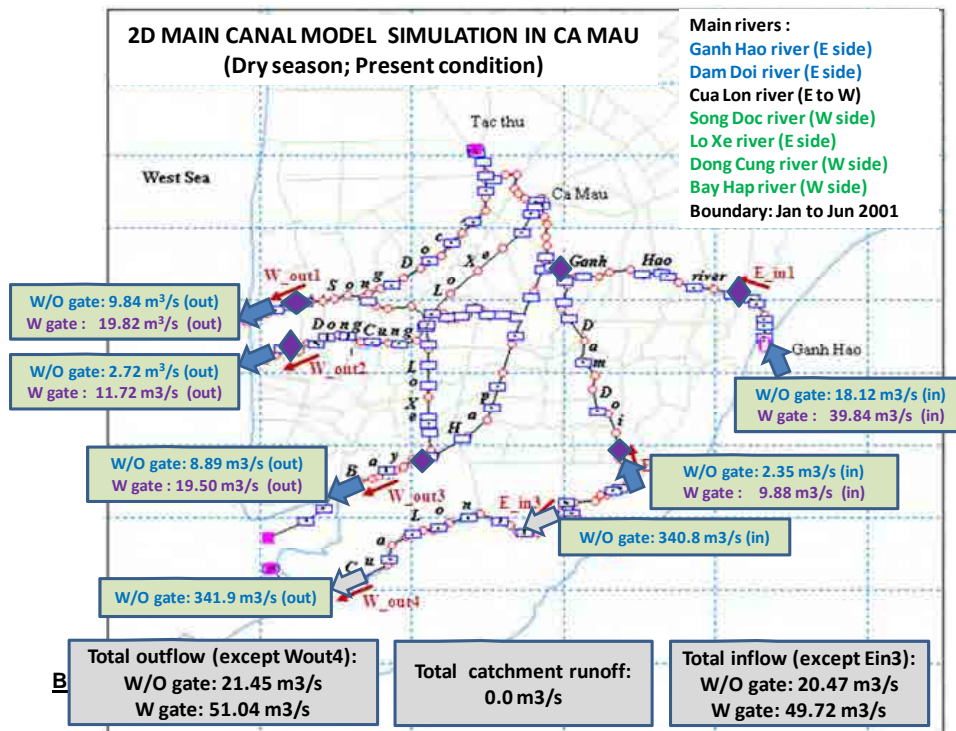 2D MAIN CANAL MODEL SIMULATION IN CA MAU
(Dry season; Present condition)
Main rivers :
Ganh Hao river (E side)
Dam Doi river (E side)
Cua Lon river (E to W)
Song Doc river (W side)
Lo Xe river (E side)
Dong Cung river (W side)
Bay Hap river (W side)
Boundary: Jan to Jun 2001
Tac thu
West Sea
Ca Mau
Song Doc
Lo Xe
Ganh Hao river
E_in1
W_out1
W/O gate: 9.84 m³/s (out)
W gate : 19.82 m³/s (out)
Dong Cung
W_out2
W/O gate: 2.72 m³/s (out)
W gate : 11.72 m3/s (out)
Dam Doi
Lo Xe
Ganh Hao
W/O gate: 18.12 m3/s (in)
W gate : 39.84 m3/s (in)
Bay Hap
W_out3
W/O gate: 8.89 m3/s (out)
W gate : 19.50 m3/s (out)
W/O gate: 2.35 m3/s (in)
W gate : 9.88 m3/s (in)
E_in3
W/O gate: 340.8 m3/s (in)
Cua Lon
W_out4
W/O gate: 341.9 m3/s (out)
B
Total outflow (except Wout4):
W/O gate: 21.45 m3/s
W gate: 51.04 m3/s
Total catchment runoff:
0.0 m3/s
Total inflow (except Ein3):
W/O gate: 20.47 m3/s
W gate: 49.72 m3/s